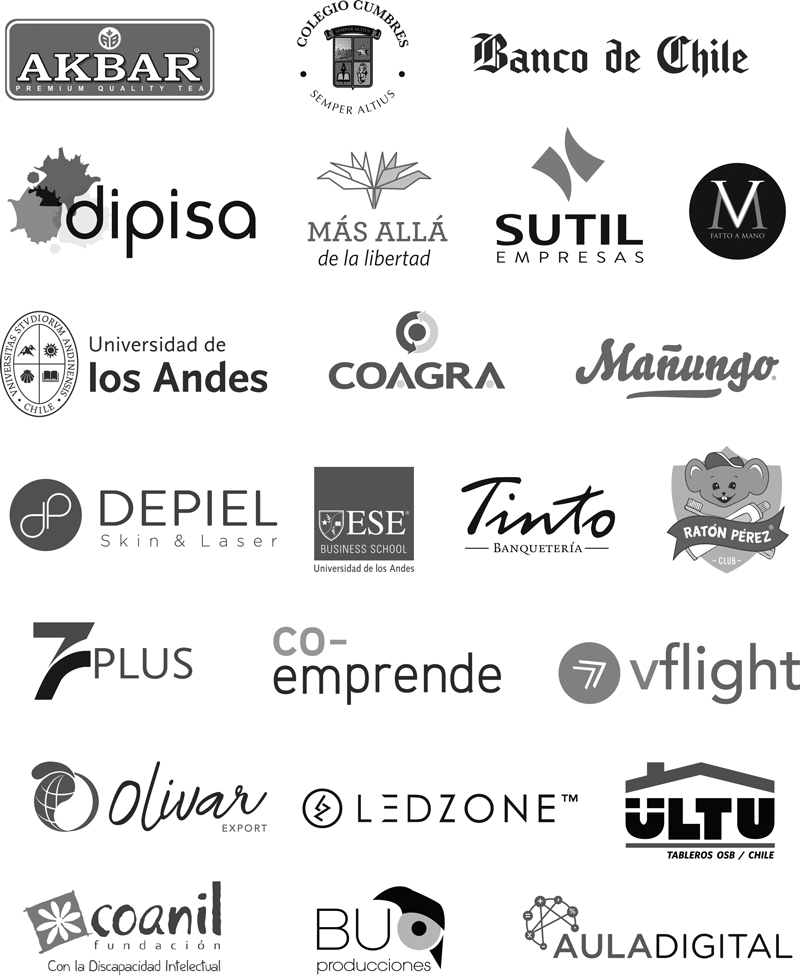 AKBAR®
PREMIUM QUALITY TEA
COLEGIO CUMBRES
SEMPER ALTIUS
SEMPER ALTIUS
Banco de Chile
dipisa
MÁS ALLÁ
de la libertad
SUTIL
EMPRESAS
M
FATTO A MANO
UNIVERSITAS STVDIORVM ANDINENSIS
• CHILE •
Universidad de
los Andes
COAGRA
Mañungo®
dp
DEPIEL
Skin & Laser
ESE®
BUSINESS SCHOOL
Universidad de los Andes
Tinto
BANQUETERÍA
RATÓN PÉREZ®
– CLUB –
7PLUS
co-
emprende
vflight
Olivar
EXPORT
LEDZONE™
ÜLTU
TABLEROS OSB / CHILE
coanil
fundación
Con la Discapacidad Intelectual
BUO
producciones
AULADIGITAL